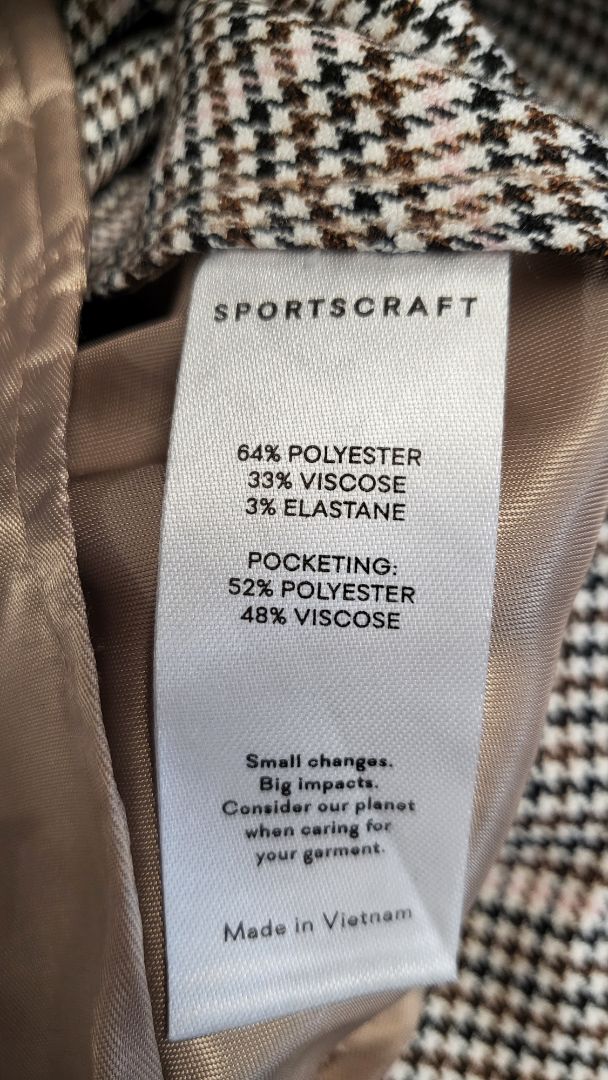 SPORTSCRAFT
64% POLYESTER
33% VISCOSE
3% ELASTANE
POCKETING:
52% POLYESTER
48% VISCOSE
Small changes.
Big impacts.
Consider our planet
when caring for
your garment.
Made in Vietnam